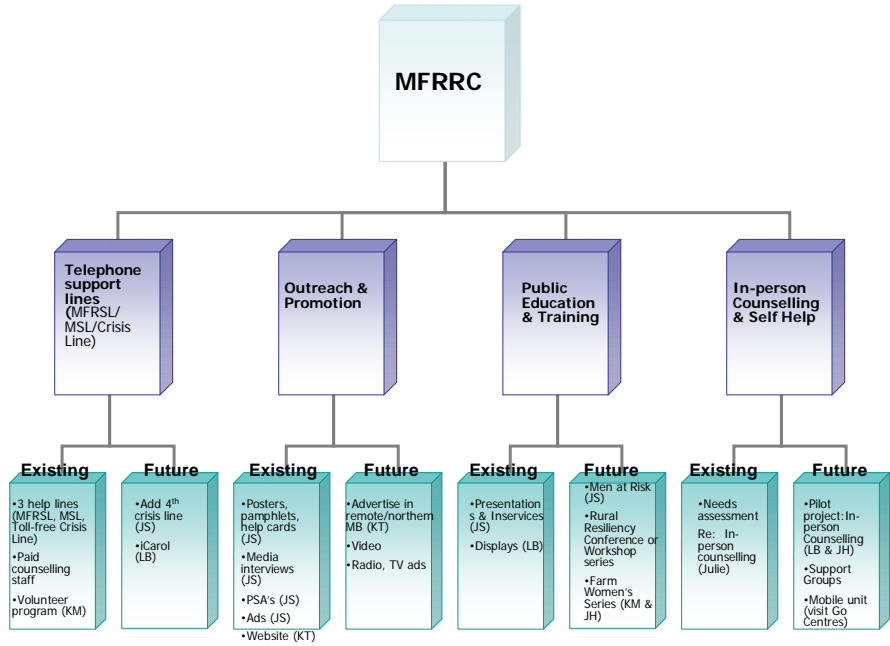 MFRRC
Telephone
support
lines
(MFRSL/
MSL/Crisis
Line)
Outreach &
Promotion
Public
Education
& Training
In-person
Counselling
& Self Help
Existing
•3 help lines
(MFRSL, MSL,
Toll-free Crisis
Line)
•Paid
counselling
staff
•Volunteer
program (KM)
Future
•Add 4th
crisis line
(JS)
•iCarol
(LB)
Existing
•Posters,
pamphlets,
help cards
(JS)
•Media
interviews
(JS)
•PSA's (JS)
•Ads (JS)
•Website (KT)
Future
•Advertise in
remote/northern
MB (KT)
•Video
•Radio, TV ads
Existing
•Presentation
s & Inservices
(JS)
•Displays (LB)
Future
•Men at Risk
(JS)
•Rural
Resiliency
Conference or
Workshop
series
•Farm
Women's
Series (KM &
JH)
Existing
•Needs
assessment
Re: In-
person
counselling
(Julie)
Future
•Pilot
project:In-
person
Counselling
(LB & JH)
•Support
Groups
•Mobile unit
(visit Go
Centres)